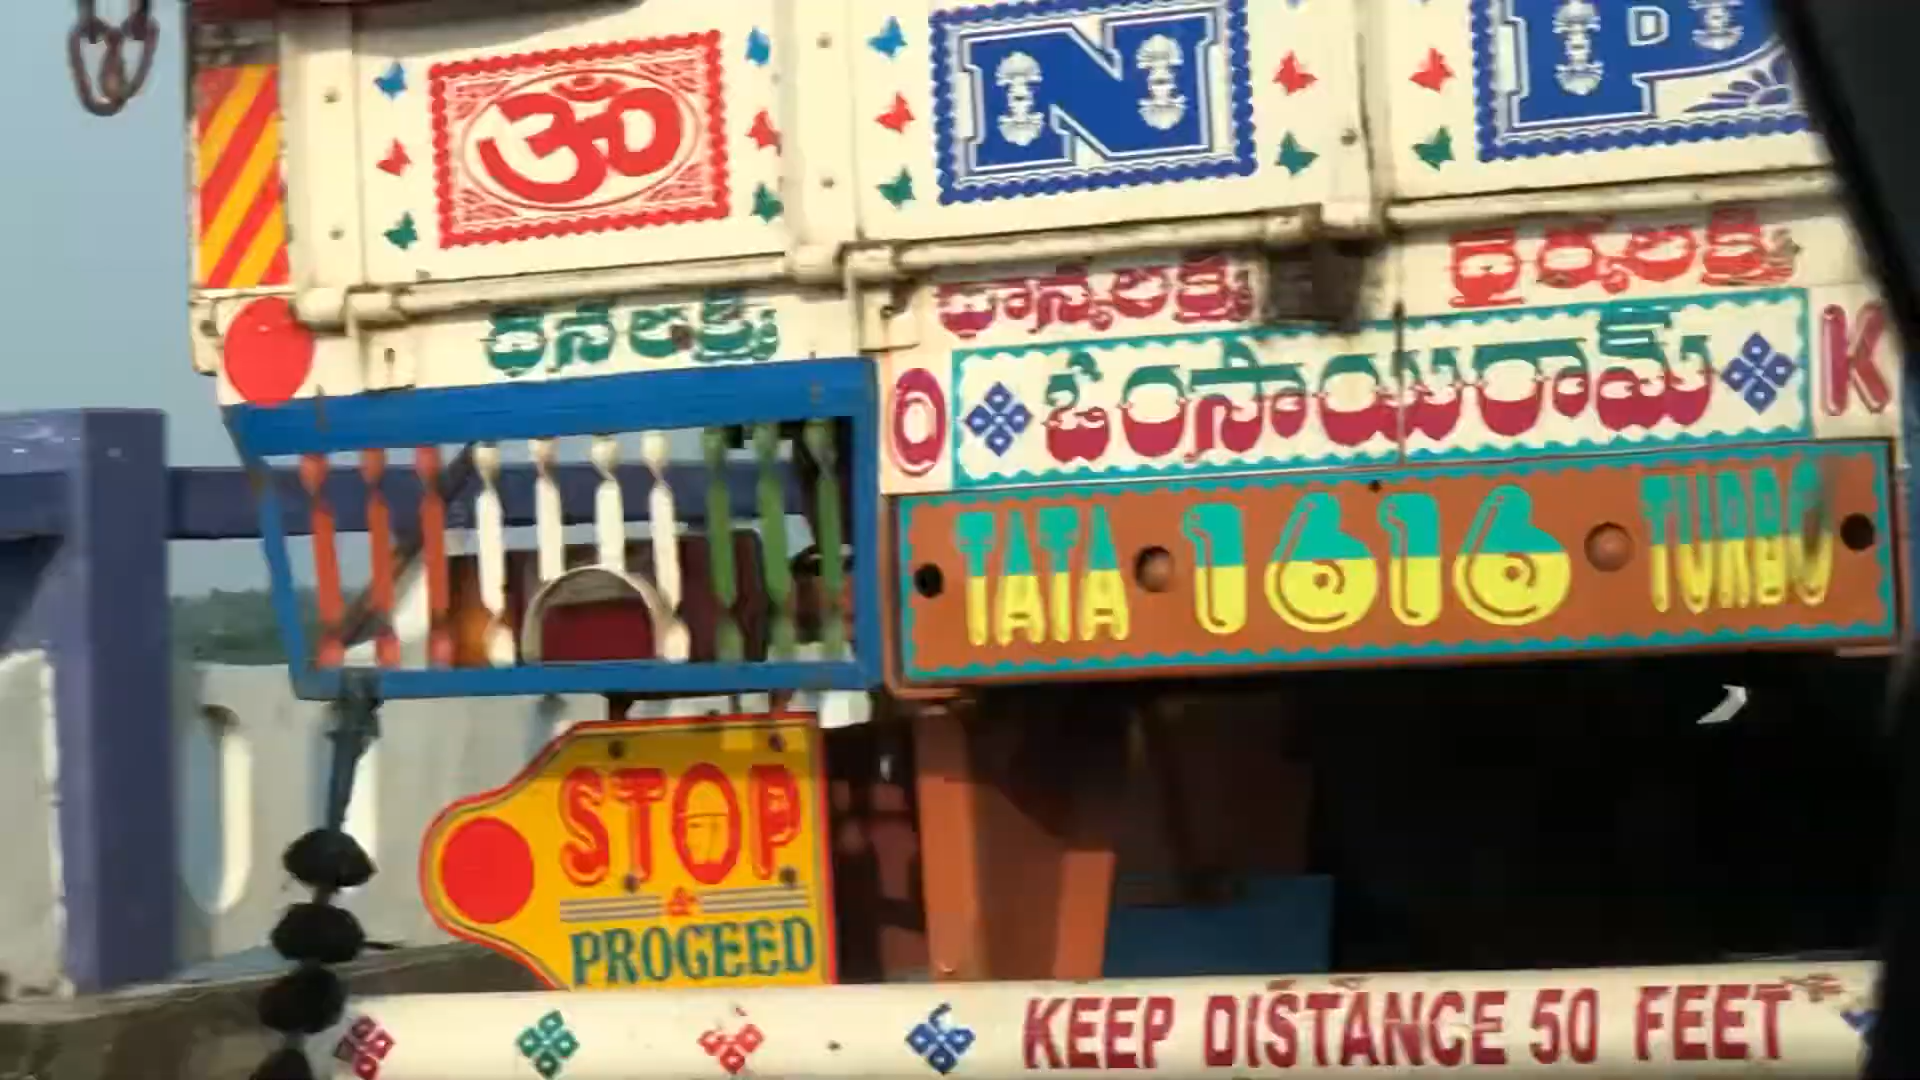 ॐ N P
D
ధనలక్ష్మి ధాన్యలక్ష్మి ధైర్యలక్ష్మి
O ఓంసాయిరామ్ K
TATA 1616 TURBO
STOP
&
PROCEED
KEEP DISTANCE 50 FEET